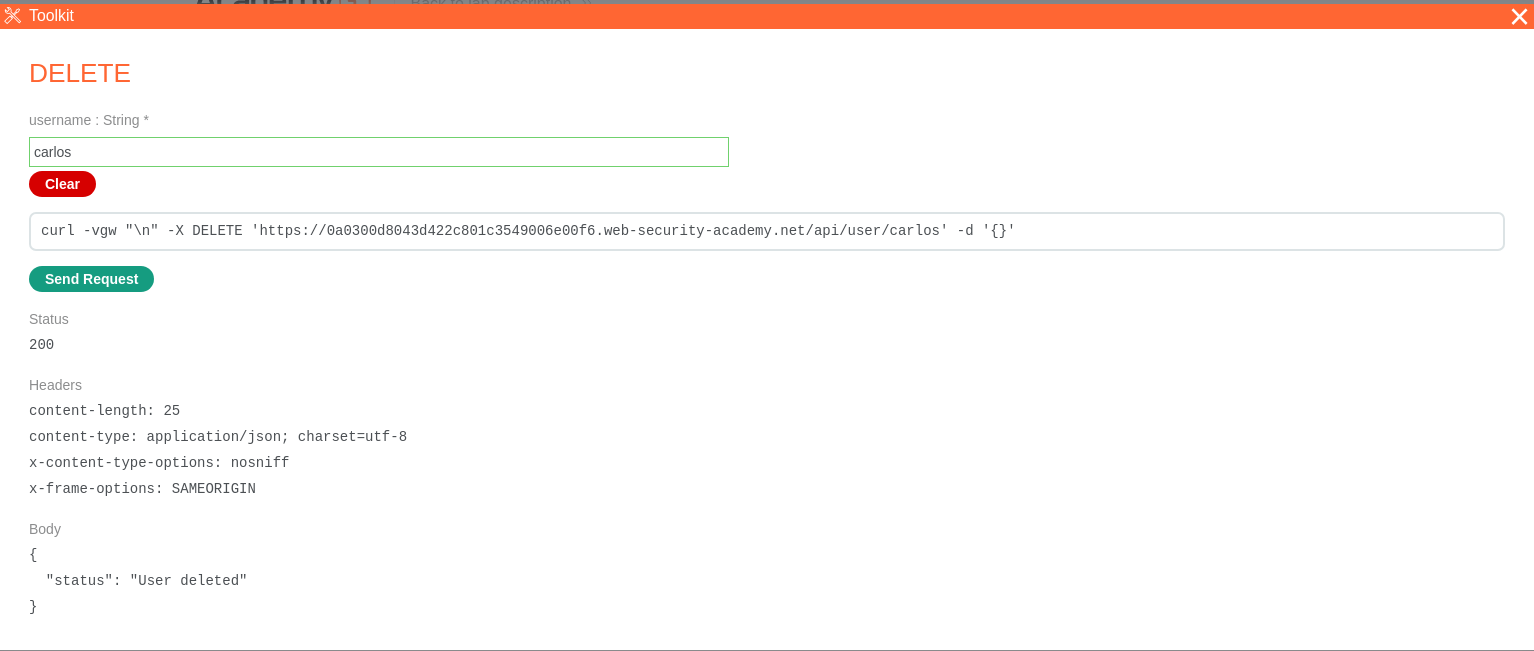 Toolkit
DELETE
username : String *
carlos
Clear
curl -vgw "\n" -X DELETE 'https://0a0300d8043d422c801c3549006e00f6.web-security-academy.net/api/user/carlos' -d '{}'
Send Request
Status
200
Headers
content-length: 25
content-type: application/json; charset=utf-8
x-content-type-options: nosniff
x-frame-options: SAMEORIGIN
Body
{
  "status": "User deleted"
}